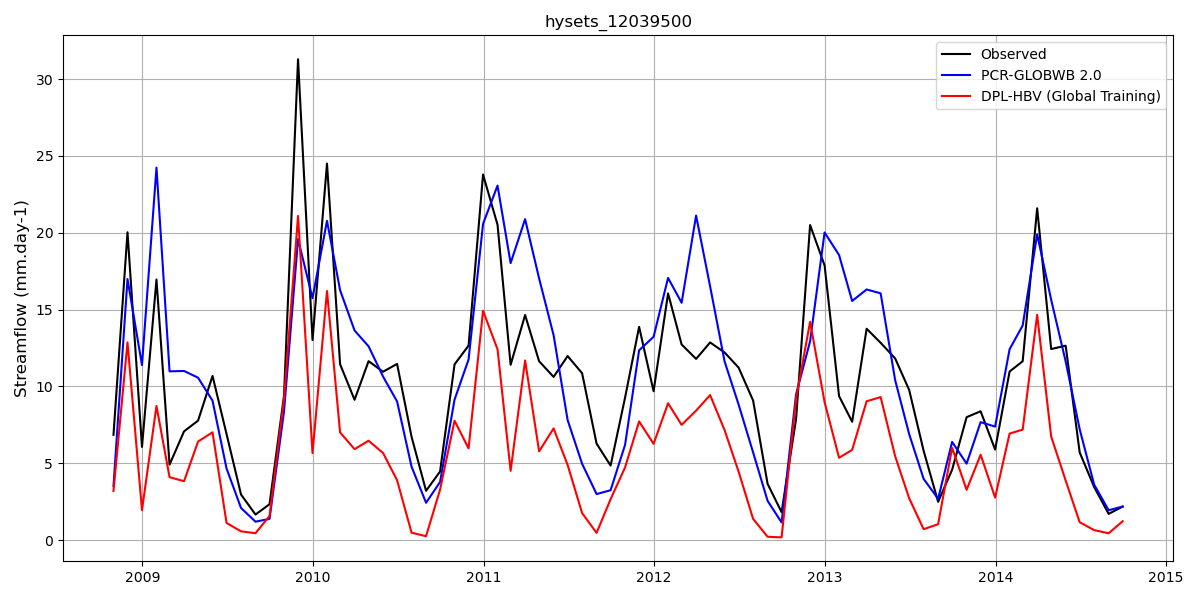 hysets_12039500
Observed
PCR-GLOBWB 2.0
DPL-HBV (Global Training)
Streamflow (mm.day-1)
30
25
20
15
10
5
0
2009
2010
2011
2012
2013
2014
2015